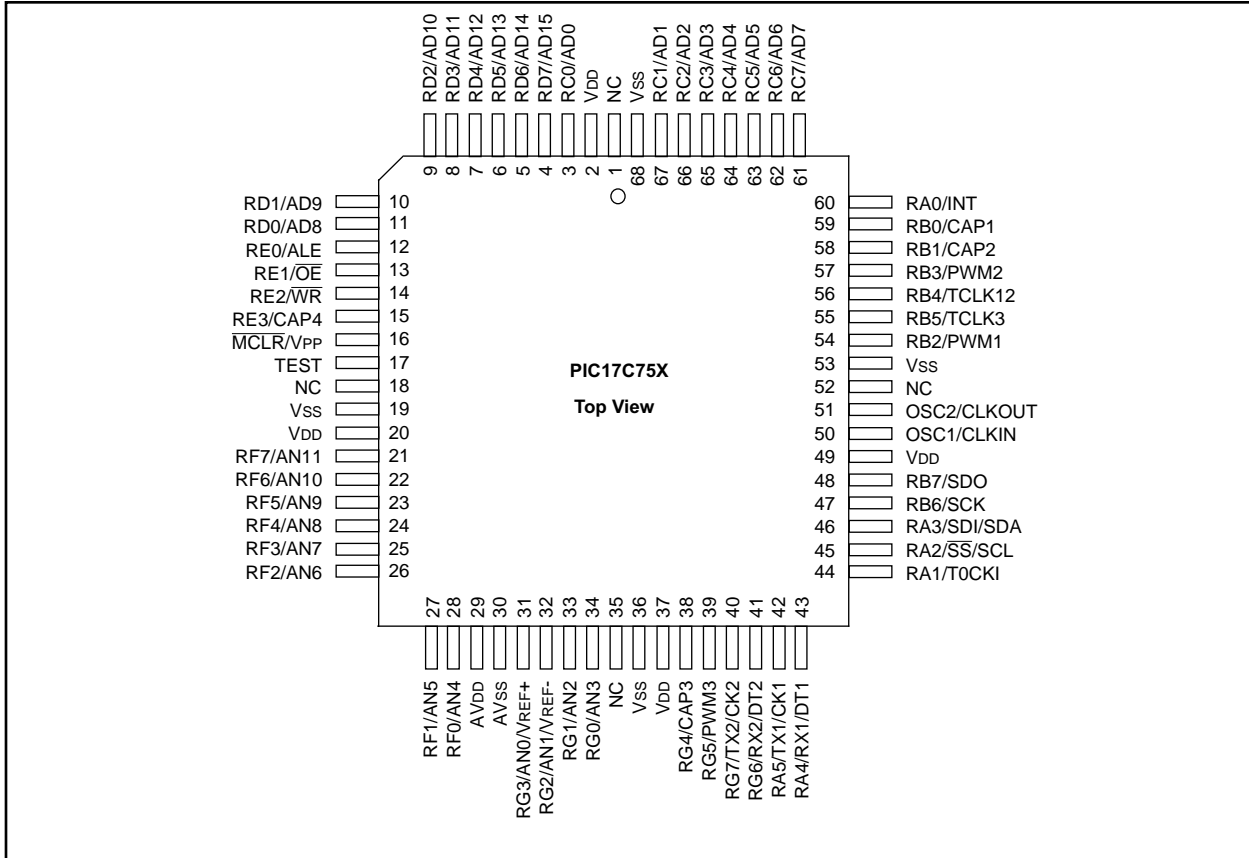 RD2/AD10
RD3/AD11
RD4/AD12
RD5/AD13
RD6/AD14
RD7/AD15
RC0/AD0
VDD
NC
VSS
RC1/AD1
RC2/AD2
RC3/AD3
RC4/AD4
RC5/AD5
RC6/AD6
RC7/AD7
9 8 7 6 5 4 3 2 1 68 67 66 65 64 63 62 61
RD1/AD9 10
RD0/AD8 11
RE0/ALE 12
RE1/OE 13
RE2/WR 14
RE3/CAP4 15
MCLR/VPP 16
TEST 17
NC 18
VSS 19
VDD 20
RF7/AN11 21
RF6/AN10 22
RF5/AN9 23
RF4/AN8 24
RF3/AN7 25
RF2/AN6 26
PIC17C75X
Top View
60 RA0/INT
59 RB0/CAP1
58 RB1/CAP2
57 RB3/PWM2
56 RB4/TCLK12
55 RB5/TCLK3
54 RB2/PWM1
53 VSS
52 NC
51 OSC2/CLKOUT
50 OSC1/CLKIN
49 VDD
48 RB7/SDO
47 RB6/SCK
46 RA3/SDI/SDA
45 RA2/SS/SCL
44 RA1/T0CKI
27 28 29 30 31 32 33 34 35 36 37 38 39 40 41 42 43
RF1/AN5
RF0/AN4
AVDD
AVSS
RG3/AN0/VREF+
RG2/AN1/VREF-
RG1/AN2
RG0/AN3
NC
VSS
VDD
RG4/CAP3
RG5/PWM3
RG7/TX2/CK2
RG6/RX2/DT2
RA5/TX1/CK1
RA4/RX1/DT1